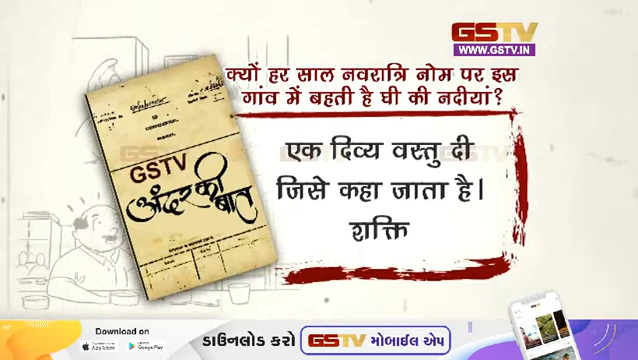 GSTV
WWW.GSTV.IN
क्यों हर साल नवरात्रि नोम पर इस
गांव में बहती है घी की नदीयां?
GSTV
अंदर की बात
एक दिव्य वस्तु दी
जिसे कहा जाता है।
शक्ति
Download on
App Store
Google Play
ડાઉનલોડ કરો GSTV મોબાઈલ એપ